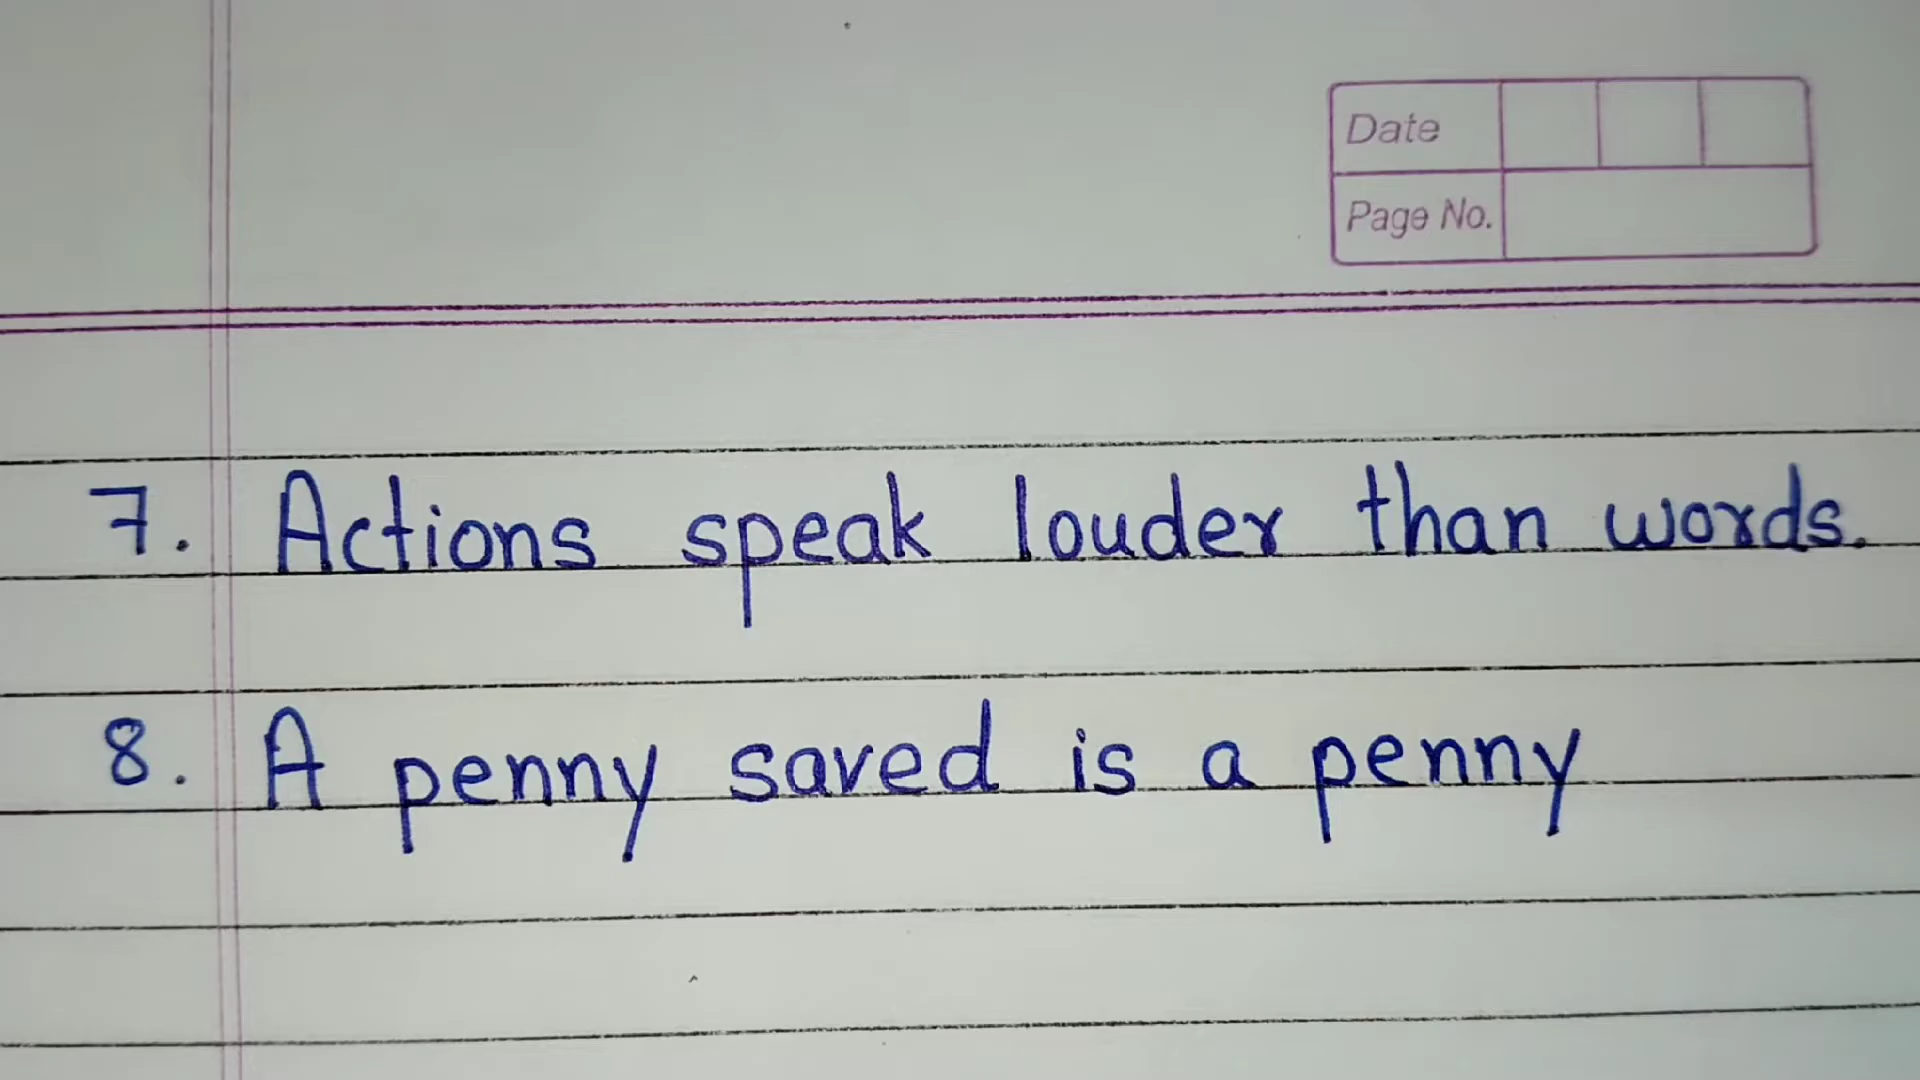 Date
Page No.
7. Actions speak louder than words.
8. A penny saved is a penny